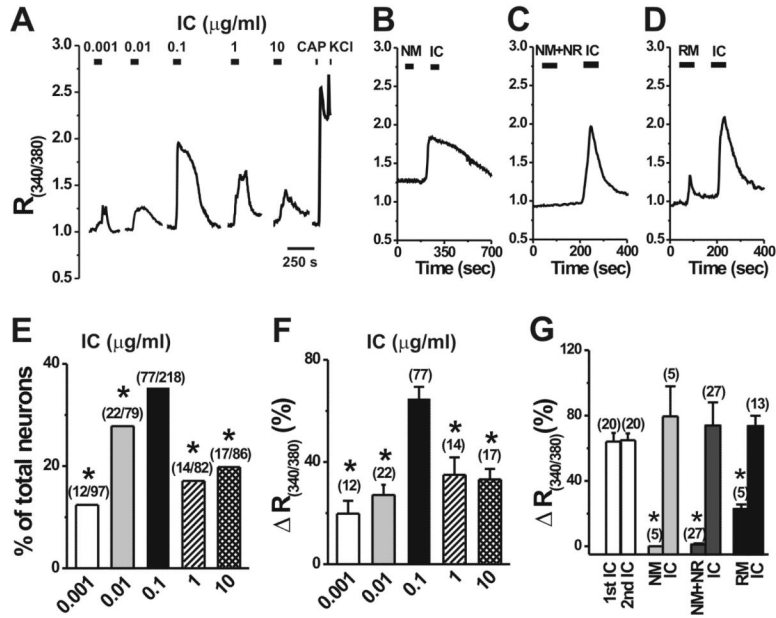 A
IC (μg/ml)
0.001 0.01 0.1 1 10 CAP KCl
3.0
2.5
2.0
1.5
1.0
0.5
R(340/380)
250 s
B
NM IC
3.0
2.5
2.0
1.5
1.0
0.5
0 350 700
Time (sec)
C
NM+NR IC
3.0
2.5
2.0
1.5
1.0
0.5
0 200 400
Time (sec)
D
RM IC
3.0
2.5
2.0
1.5
1.0
0.5
0 200 400
Time (sec)
E
IC (μg/ml)
% of total neurons
40
20
0
* (12/97)
* (22/79)
(77/218)
* (14/82)
* (17/86)
0.001 0.01 0.1 1 10
F
IC (μg/ml)
Δ R(340/380) (%)
80
40
0
* (12)
* (22)
(77)
* (14)
* (17)
0.001 0.01 0.1 1 10
G
Δ R(340/380) (%)
120
80
40
0
(20) (20)
* (5)
(5)
* (27)
(27)
* (5)
(13)
1st IC 2nd IC NM IC NM+NR IC RM IC